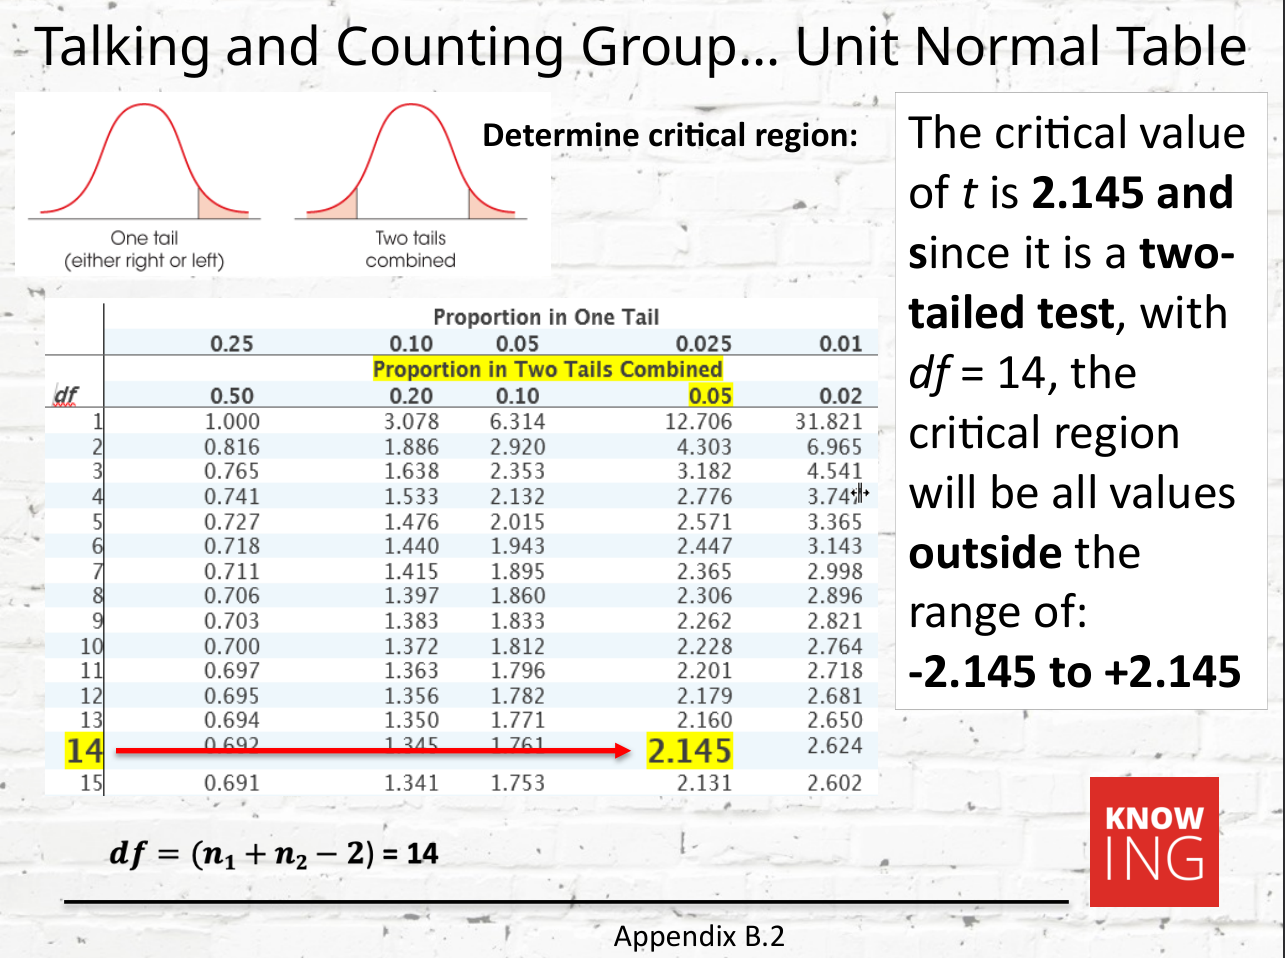 Talking and Counting Group... Unit Normal Table
Determine critical region:
One tail
(either right or left)
Two tails
combined
Proportion in One Tail
0.25 0.10 0.05 0.025 0.01
Proportion in Two Tails Combined
df 0.50 0.20 0.10 0.05 0.02
1 1.000 3.078 6.314 12.706 31.821
2 0.816 1.886 2.920 4.303 6.965
3 0.765 1.638 2.353 3.182 4.541
4 0.741 1.533 2.132 2.776 3.747
5 0.727 1.476 2.015 2.571 3.365
6 0.718 1.440 1.943 2.447 3.143
7 0.711 1.415 1.895 2.365 2.998
8 0.706 1.397 1.860 2.306 2.896
9 0.703 1.383 1.833 2.262 2.821
10 0.700 1.372 1.812 2.228 2.764
11 0.697 1.363 1.796 2.201 2.718
12 0.695 1.356 1.782 2.179 2.681
13 0.694 1.350 1.771 2.160 2.650
14 0.692 1.345 1.761 2.145 2.624
15 0.691 1.341 1.753 2.131 2.602
df = (n₁ + n₂ − 2) = 14
The critical value
of t is 2.145 and
since it is a two-
tailed test, with
df = 14, the
critical region
will be all values
outside the
range of:
-2.145 to +2.145
KNOW
ING
Appendix B.2